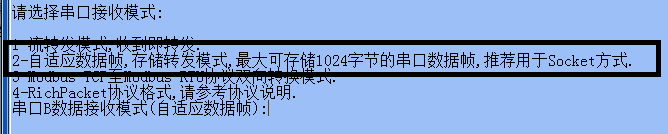 请选择串口接收模式:
1-流转发模式,收到即转发.
2-自适应数据帧,存储转发模式,最大可存储1024字节的串口数据帧,推荐用于Socket方式.
3-Modbus TCP至Modbus RTU协议双向转换模式.
4-RichPacket协议格式,请参考协议说明.
串口B数据接收模式(自适应数据帧):